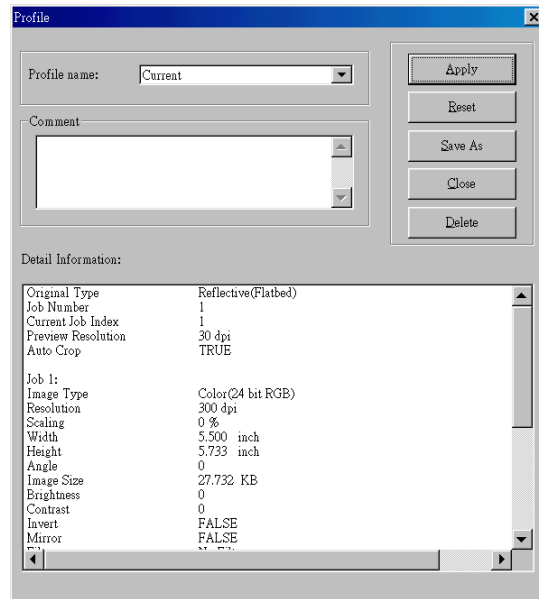 Profile
Profile name: Current
Apply
Reset
Comment
Save As
Close
Delete
Detail Information:
Original Type Reflective(Flatbed)
Job Number 1
Current Job Index 1
Preview Resolution 30 dpi
Auto Crop TRUE
Job 1:
Image Type Color(24 bit RGB)
Resolution 300 dpi
Scaling 0 %
Width 5.500 inch
Height 5.733 inch
Angle 0
Image Size 27.732 KB
Brightness 0
Contrast 0
Invert FALSE
Mirror FALSE